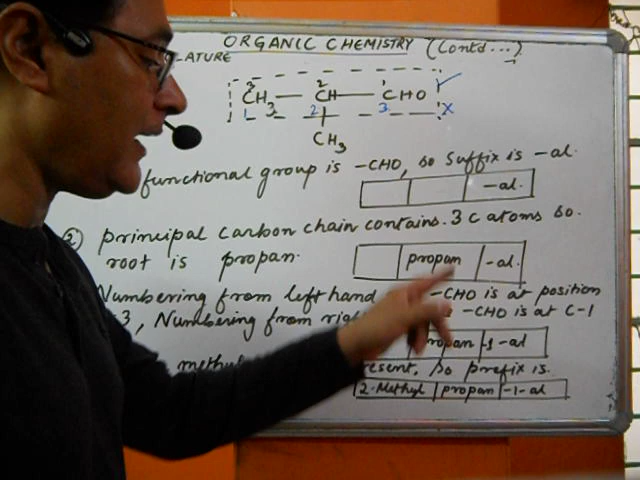 ORGANIC CHEMISTRY (Contd...)
LATURE
3 2 1
CH3 — CH — CHO ✓
1 2 3 X
CH3
functional group is -CHO, so suffix is -al.
-al.
② principal carbon chain contains 3 C atoms so
root is propan.
propan -al.
Numbering from left hand -CHO is at position
3, Numbering from -CHO is at C-1
propan -1-al
methyl so prefix is
2-Methyl propan -1-al